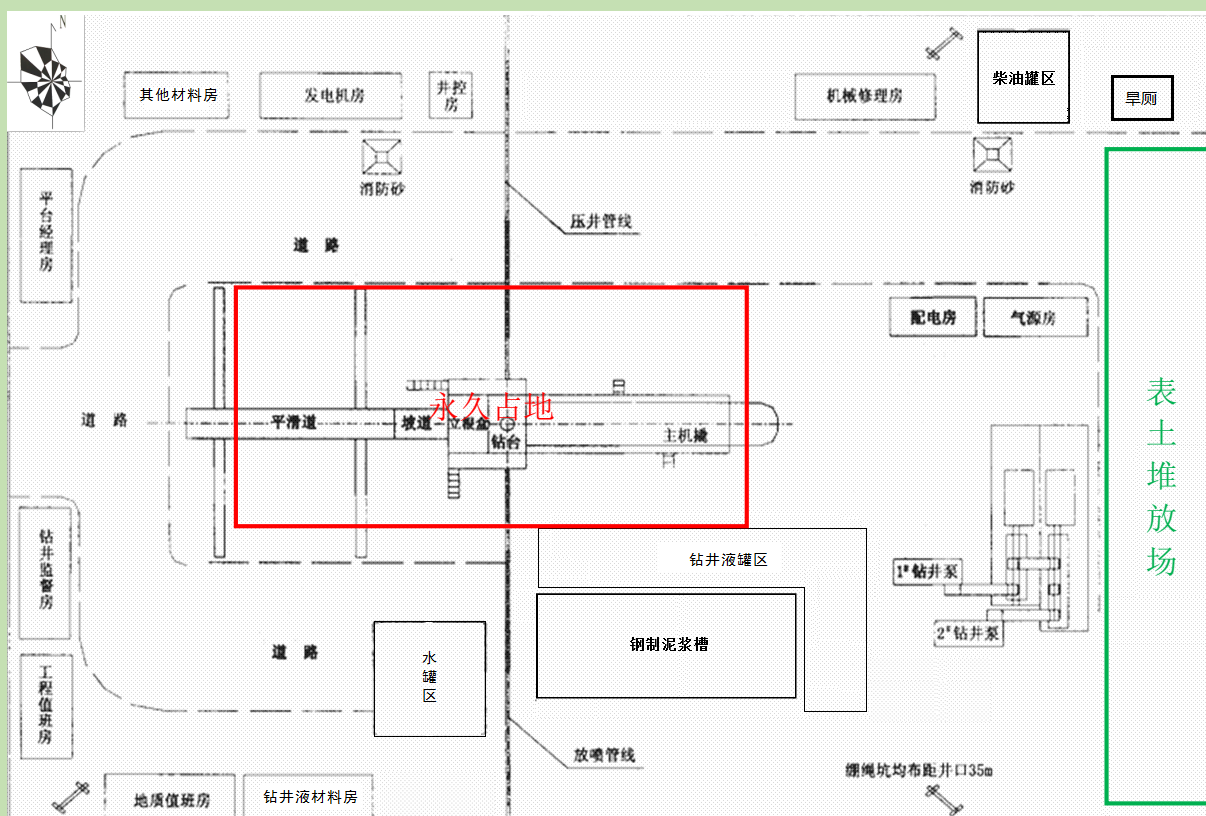 N
柴油罐区
其他材料房
发电机房
井控
房
机械修理房
旱厕
消防砂
消防砂
平台经理房
压井管线
道 路
配电房
气源房
永久占地
道 路
平滑道
坡道
立根盒
钻台
主机撬
表土堆放场
钻井监督房
钻井液罐区
1#钻井泵
2#钻井泵
钢制泥浆槽
道 路
水罐区
工程值班房
放喷管线
绷绳坑均布距井口35m
地质值班房
钻井液材料房